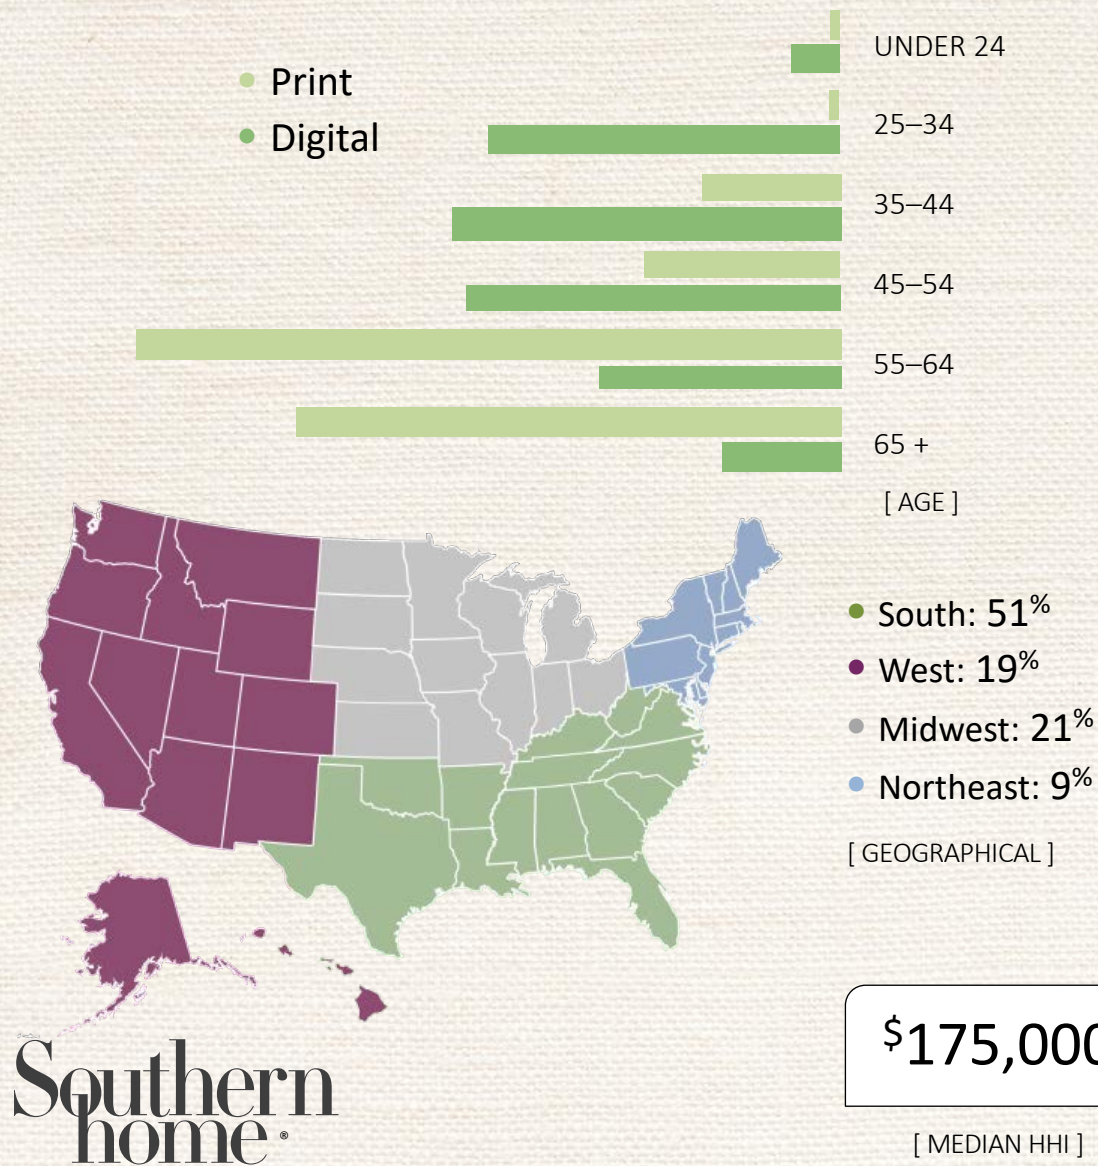 Print
Digital
UNDER 24
25–34
35–44
45–54
55–64
65 +
[ AGE ]
South: 51%
West: 19%
Midwest: 21%
Northeast: 9%
[ GEOGRAPHICAL ]
$175,000
[ MEDIAN HHI ]
Southern
home®